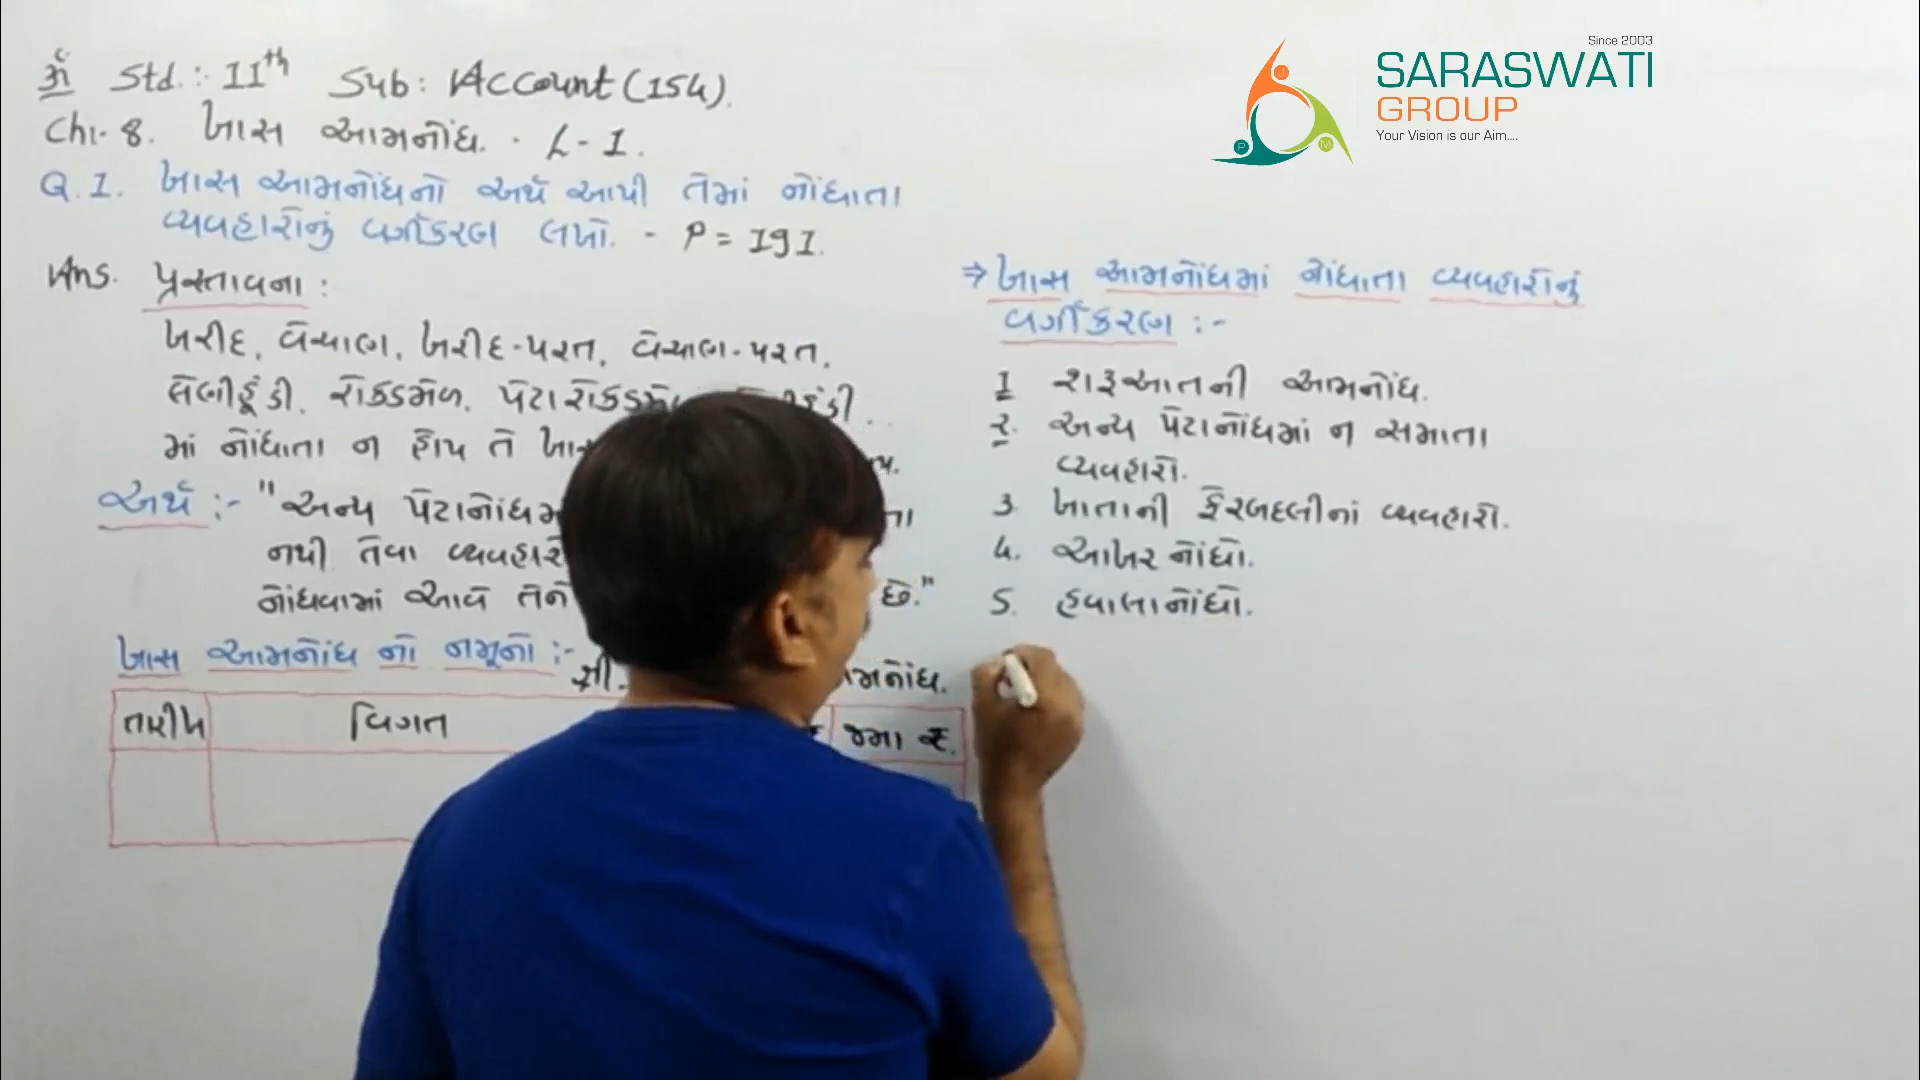 ૐ Std.: 11th Sub: Account (154).
Ch:- 8. ખાસ આમનોંધ. - L-1.
Q.1. ખાસ આમનોંધનો અર્થ આપી તેમાં નોંધાતા
વ્યવહારોનું વર્ગીકરણ લખો. - P = 191.
Ans. પ્રસ્તાવના :
ખરીદ, વેચાણ, ખરીદ-પરત, વેચાણ-પરત,
લેણીહૂંડી, રોકડમેળ, પેટારોકડમે
માં નોંધાતા ન હોય તે
અર્થ :- "અન્ય પેટાનોંધમ
નથી તેવા
નોંધવામાં આવે તેને છે."
ખાસ આમનોંધ નો નમૂનો :-
શ્રી. મનોંધ.
તારીખ વિગત જમા રૂ.
⇒ ખાસ આમનોંધમાં નોંધાતા વ્યવહારોનું
વર્ગીકરણ :-
1 શરૂઆતની આમનોંધ.
2. અન્ય પેટાનોંધમાં ન સમાતા
વ્યવહારો.
3. ખાતાની ફેરબદલીનાં વ્યવહારો.
4. આખર નોંધો.
5. હવાલાનોંધો.
Since 2003
SARASWATI
GROUP
Your Vision is our Aim....
J
P
M